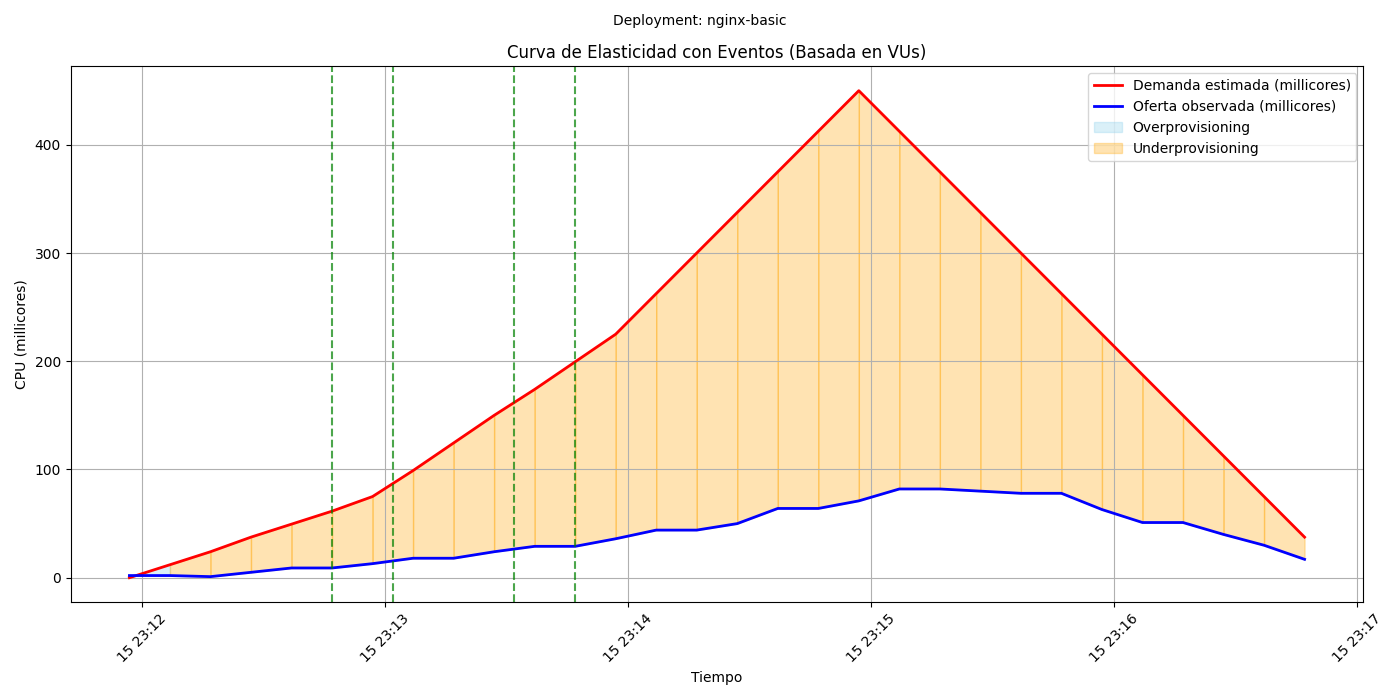 Deployment: nginx-basic
Curva de Elasticidad con Eventos (Basada en VUs)
Demanda estimada (millicores)
Oferta observada (millicores)
Overprovisioning
Underprovisioning
CPU (millicores)
400
300
200
100
0
15 23:12
15 23:13
15 23:14
15 23:15
15 23:16
15 23:17
Tiempo